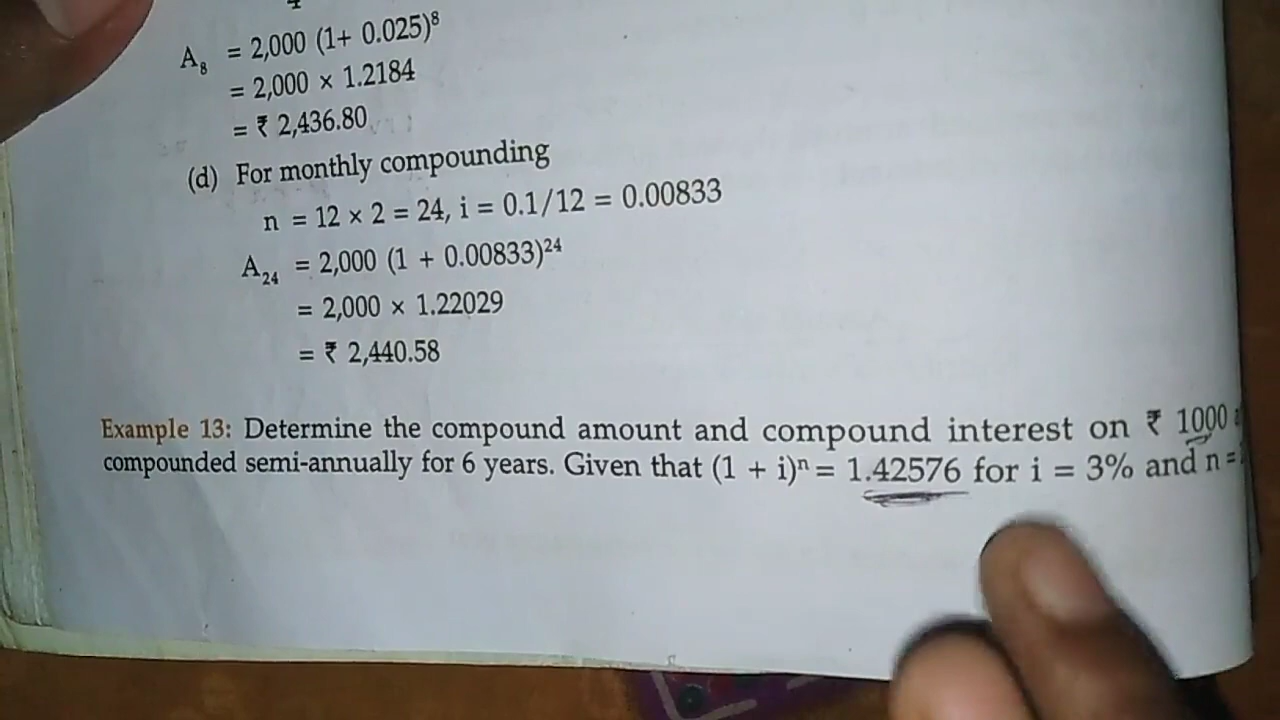 A₈ = 2,000 (1+ 0.025)⁸
= 2,000 × 1.2184
= ₹ 2,436.80
(d) For monthly compounding
n = 12 × 2 = 24, i = 0.1/12 = 0.00833
A₂₄ = 2,000 (1 + 0.00833)²⁴
= 2,000 × 1.22029
= ₹ 2,440.58
Example 13: Determine the compound amount and compound interest on ₹ 1000
compounded semi-annually for 6 years. Given that (1 + i)ⁿ = 1.42576 for i = 3% and n =